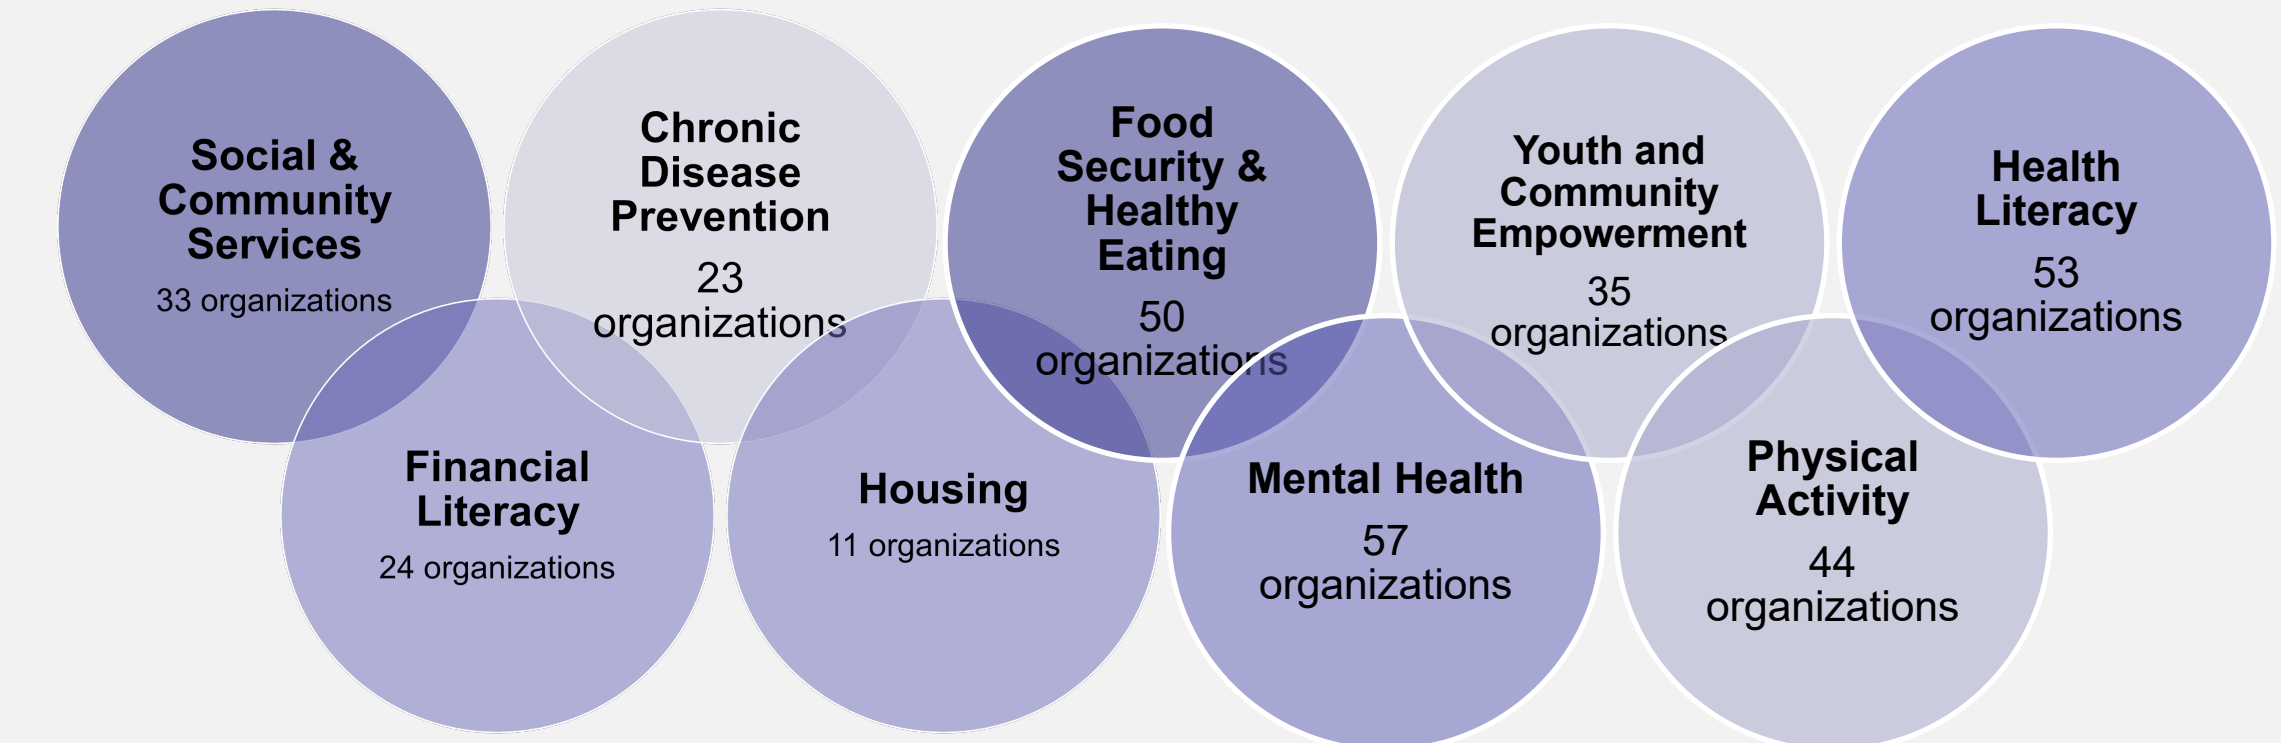 Social &
Community
Services
33 organizations
Chronic
Disease
Prevention
23
organizations
Food
Security &
Healthy
Eating
50
organizations
Youth and
Community
Empowerment
35
organizations
Health
Literacy
53
organizations
Financial
Literacy
24 organizations
Housing
11 organizations
Mental Health
57
organizations
Physical
Activity
44
organizations